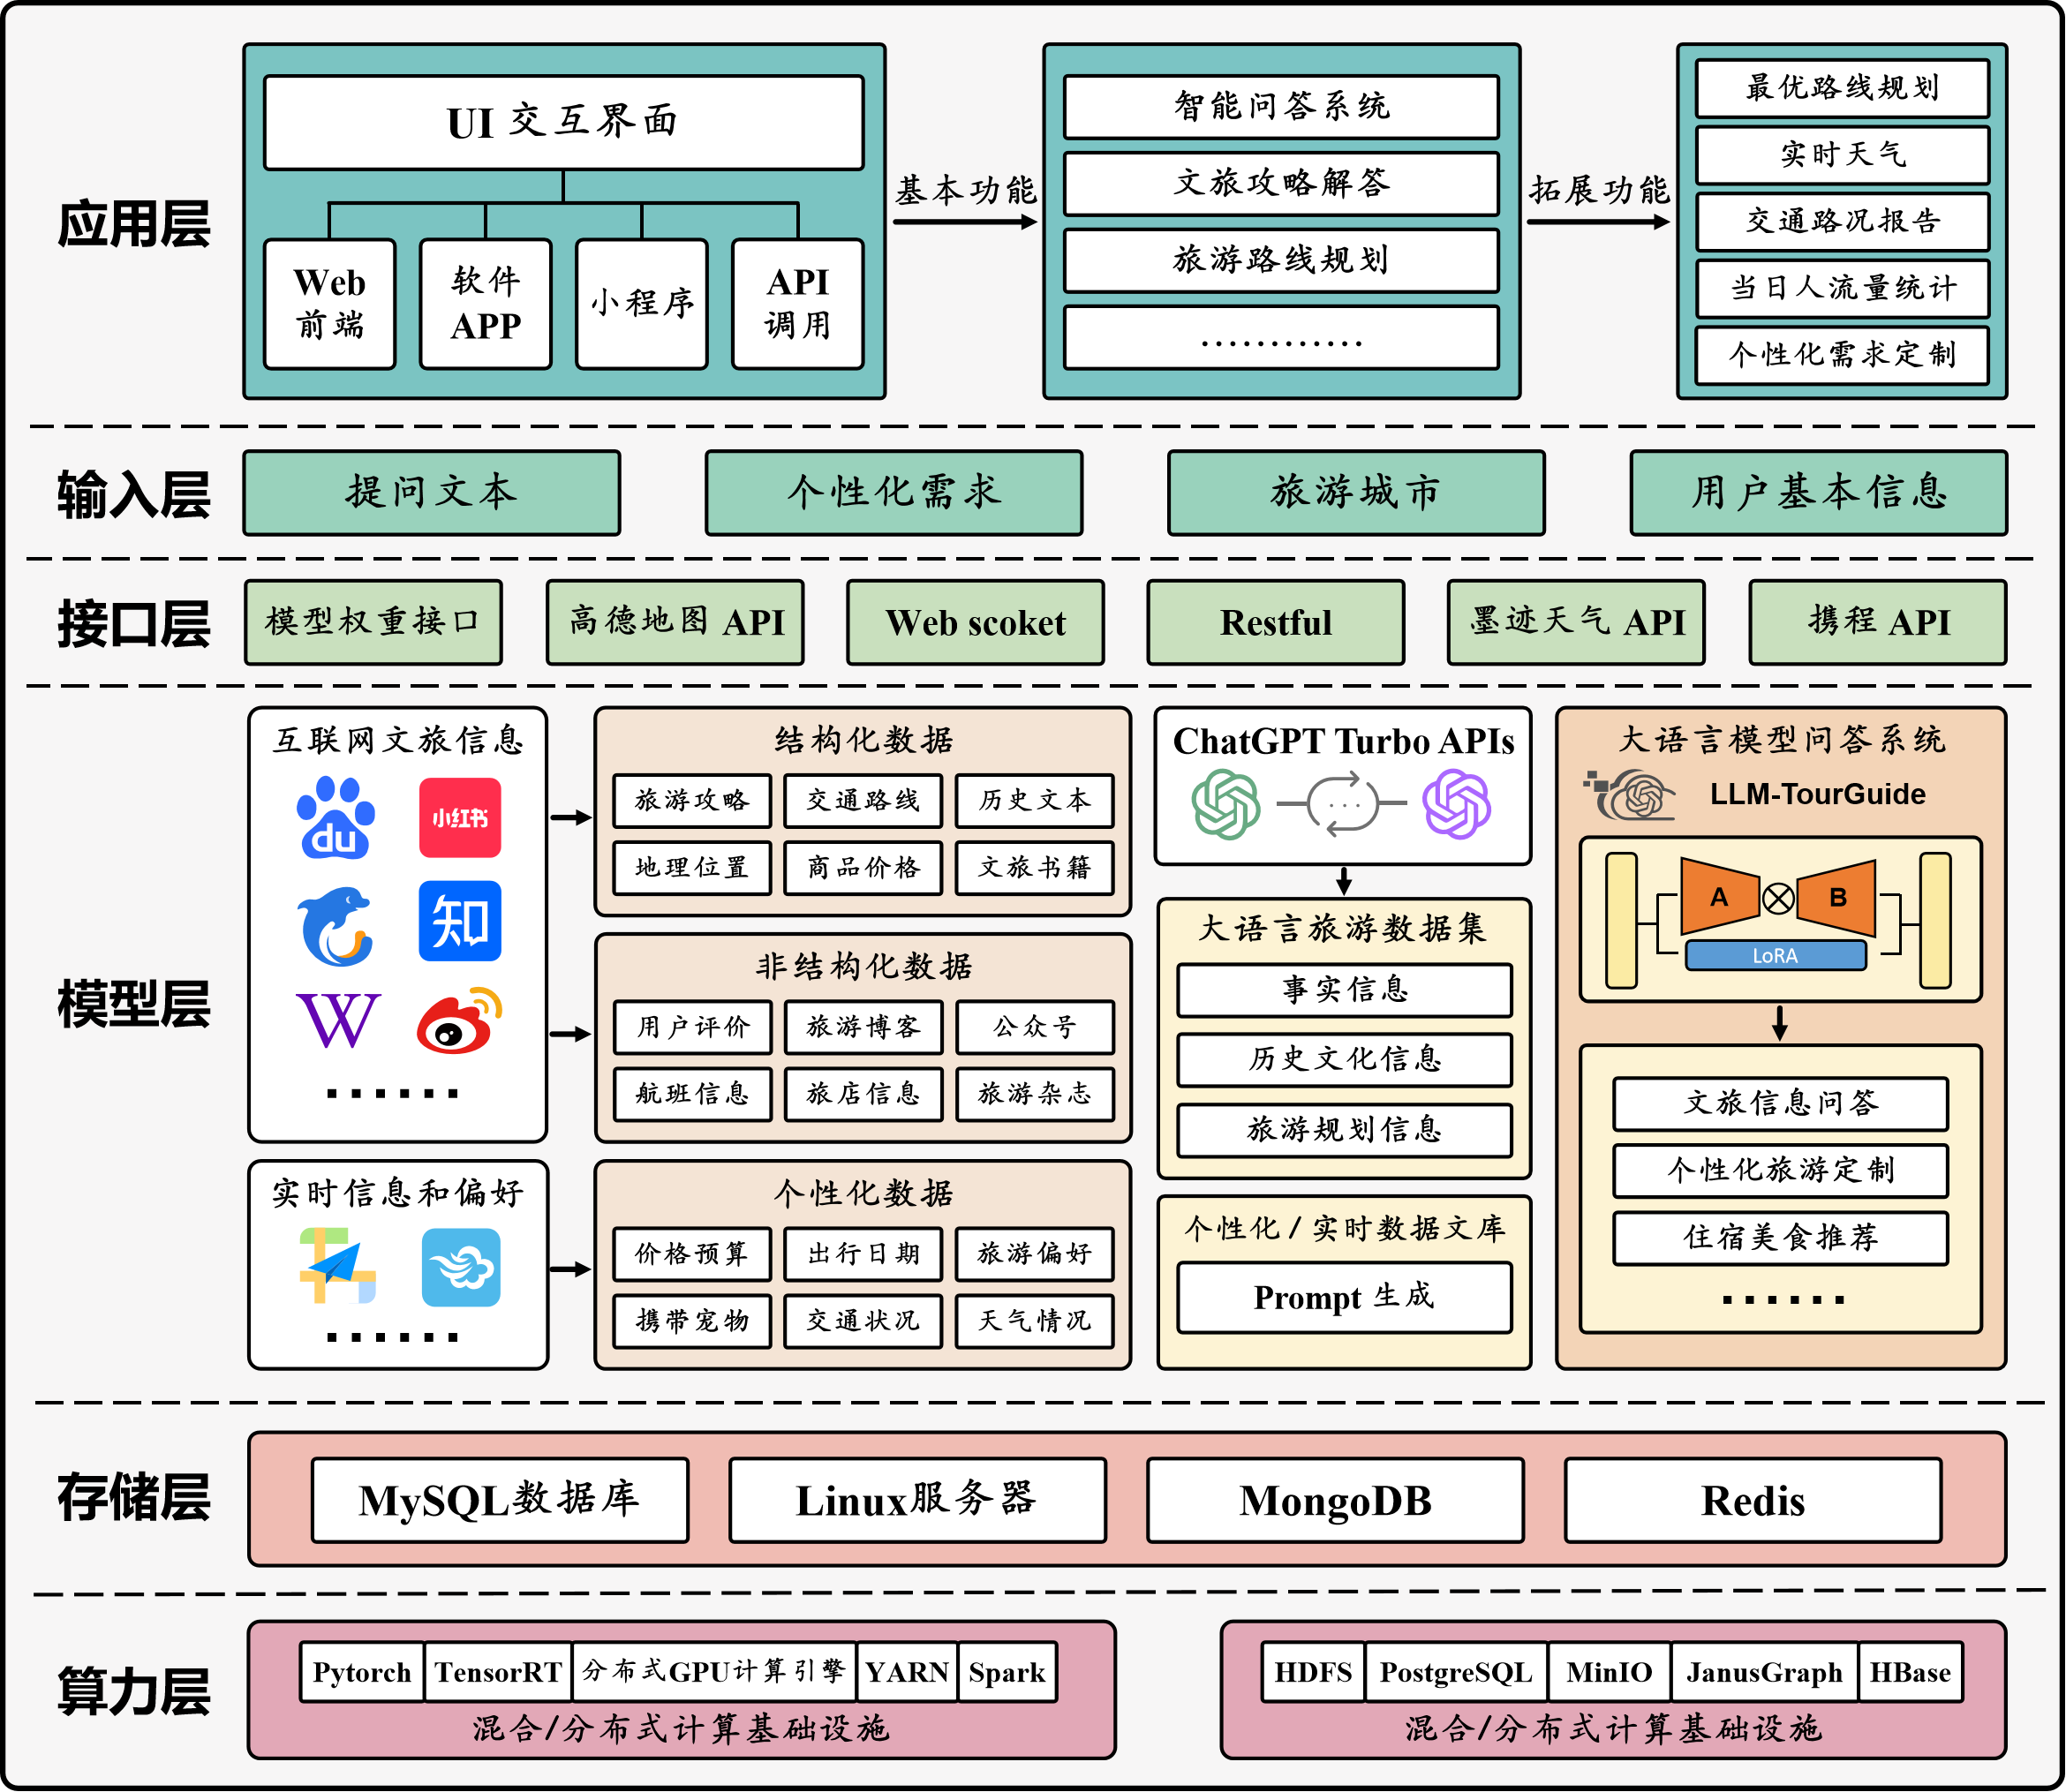 应用层
UI 交互界面
Web
前端
软件
APP
小程序
API
调用
基本功能
智能问答系统
文旅攻略解答
旅游路线规划
…………
拓展功能
最优路线规划
实时天气
交通路况报告
当日人流量统计
个性化需求定制
输入层
提问文本
个性化需求
旅游城市
用户基本信息
接口层
模型权重接口
高德地图 API
Web scoket
Restful
墨迹天气 API
携程 API
模型层
互联网文旅信息
du
小红书
知
W
……
实时信息和偏好
……
结构化数据
旅游攻略
交通路线
历史文本
地理位置
商品价格
文旅书籍
非结构化数据
用户评价
旅游博客
公众号
航班信息
旅店信息
旅游杂志
个性化数据
价格预算
出行日期
旅游偏好
携带宠物
交通状况
天气情况
ChatGPT Turbo APIs
...
大语言旅游数据集
事实信息
历史文化信息
旅游规划信息
个性化 / 实时数据文库
Prompt 生成
大语言模型问答系统
LLM-TourGuide
A
B
LoRA
文旅信息问答
个性化旅游定制
住宿美食推荐
……
存储层
MySQL数据库
Linux服务器
MongoDB
Redis
算力层
Pytorch
TensorRT
分布式GPU计算引擎
YARN
Spark
混合/分布式计算基础设施
HDFS
PostgreSQL
MinIO
JanusGraph
HBase
混合/分布式计算基础设施